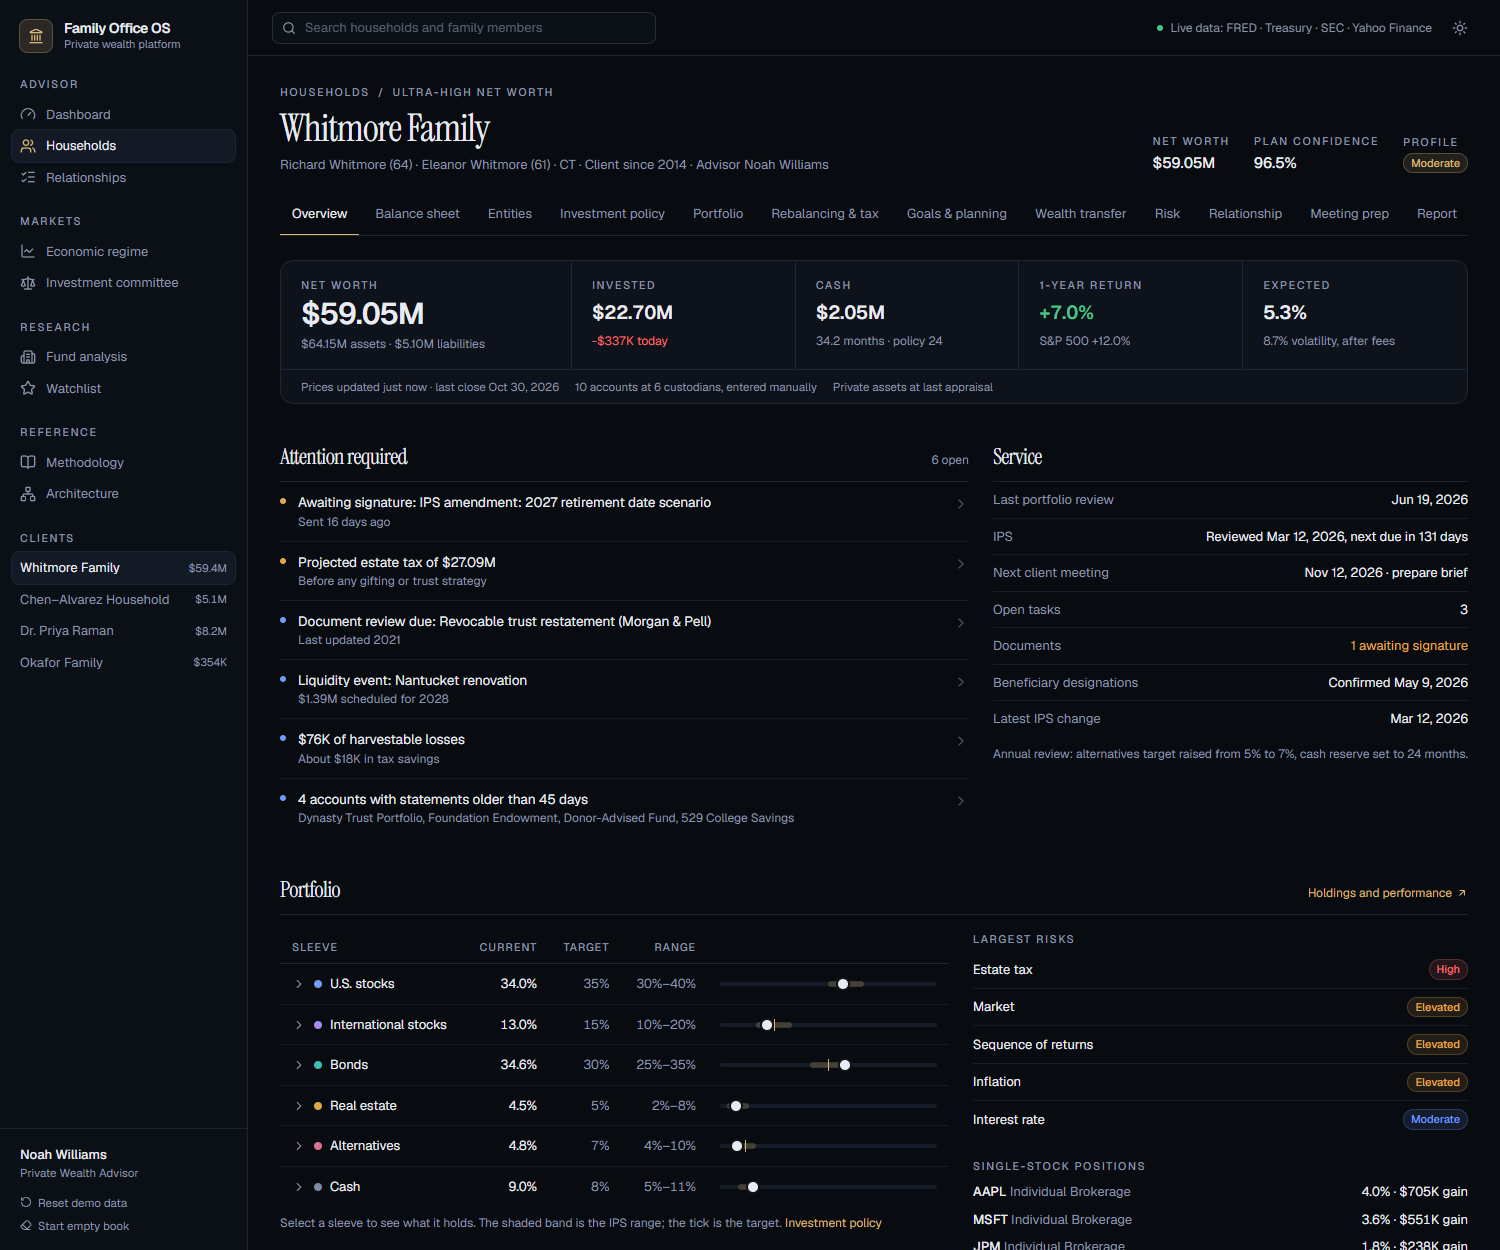 Family Office OS
Private wealth platform
ADVISOR
Dashboard
Households
Relationships
MARKETS
Economic regime
Investment committee
RESEARCH
Fund analysis
Watchlist
REFERENCE
Methodology
Architecture
CLIENTS
Whitmore Family $59.4M
Chen–Alvarez Household $5.1M
Dr. Priya Raman $8.2M
Okafor Family $354K
Noah Williams
Private Wealth Advisor
Reset demo data
Start empty book
Search households and family members
Live data: FRED · Treasury · SEC · Yahoo Finance
HOUSEHOLDS / ULTRA-HIGH NET WORTH
Whitmore Family
Richard Whitmore (64) · Eleanor Whitmore (61) · CT · Client since 2014 · Advisor Noah Williams
NET WORTH PLAN CONFIDENCE PROFILE
$59.05M 96.5% Moderate
Overview Balance sheet Entities Investment policy Portfolio Rebalancing & tax Goals & planning Wealth transfer Risk Relationship Meeting prep Report
NET WORTH INVESTED CASH 1-YEAR RETURN EXPECTED
$59.05M $22.70M $2.05M +7.0% 5.3%
$64.15M assets · $5.10M liabilities -$337K today 34.2 months · policy 24 S&P 500 +12.0% 8.7% volatility, after fees
Prices updated just now · last close Oct 30, 2026 10 accounts at 6 custodians, entered manually Private assets at last appraisal
Attention required 6 open
Awaiting signature: IPS amendment: 2027 retirement date scenario
Sent 16 days ago
Projected estate tax of $27.09M
Before any gifting or trust strategy
Document review due: Revocable trust restatement (Morgan & Pell)
Last updated 2021
Liquidity event: Nantucket renovation
$1.39M scheduled for 2028
$76K of harvestable losses
About $18K in tax savings
4 accounts with statements older than 45 days
Dynasty Trust Portfolio, Foundation Endowment, Donor-Advised Fund, 529 College Savings
Service
Last portfolio review Jun 19, 2026
IPS Reviewed Mar 12, 2026, next due in 131 days
Next client meeting Nov 12, 2026 · prepare brief
Open tasks 3
Documents 1 awaiting signature
Beneficiary designations Confirmed May 9, 2026
Latest IPS change Mar 12, 2026
Annual review: alternatives target raised from 5% to 7%, cash reserve set to 24 months.
Portfolio Holdings and performance
SLEEVE CURRENT TARGET RANGE
U.S. stocks 34.0% 35% 30%–40%
International stocks 13.0% 15% 10%–20%
Bonds 34.6% 30% 25%–35%
Real estate 4.5% 5% 2%–8%
Alternatives 4.8% 7% 4%–10%
Cash 9.0% 8% 5%–11%
Select a sleeve to see what it holds. The shaded band is the IPS range; the tick is the target. Investment policy
LARGEST RISKS
Estate tax High
Market Elevated
Sequence of returns Elevated
Inflation Elevated
Interest rate Moderate
SINGLE-STOCK POSITIONS
AAPL Individual Brokerage 4.0% · $705K gain
MSFT Individual Brokerage 3.6% · $551K gain
JPM Individual Brokerage 1.8% · $238K gain